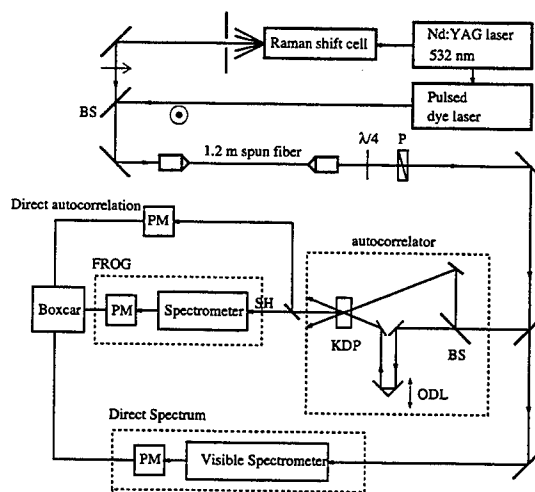 Raman shift cell
Nd:YAG laser
532 nm
Pulsed
dye laser
BS
1.2 m spun fiber
λ/4
P
Direct autocorrelation
PM
autocorrelator
FROG
SH
Boxcar
PM
Spectrometer
KDP
BS
ODL
Direct Spectrum
PM
Visible Spectrometer